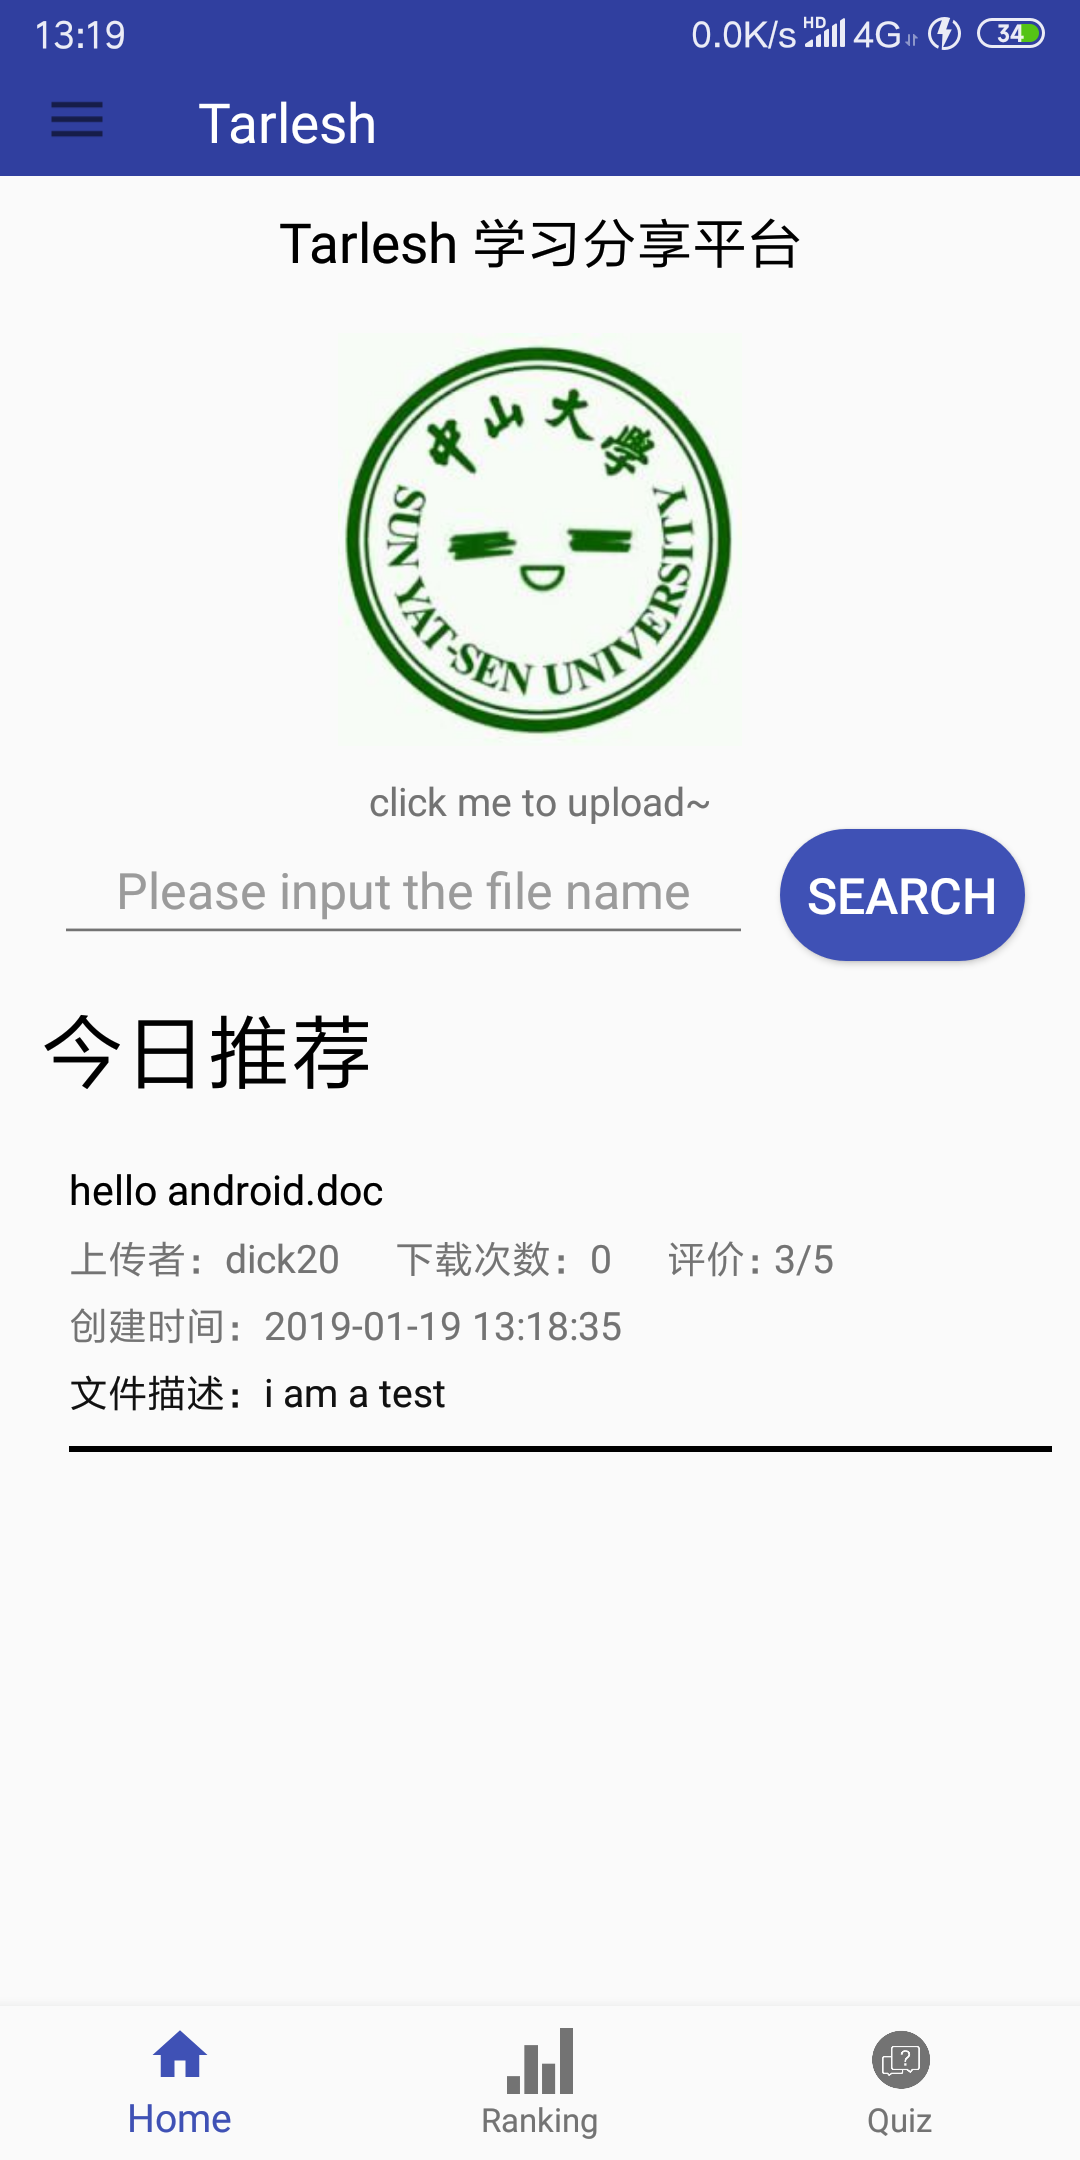 13:19
0.0K/s HD 4G 34
Tarlesh
Tarlesh 学习分享平台
中山大學
SUN YAT-SEN UNIVERSITY
click me to upload~
Please input the file name
SEARCH
今日推荐
hello android.doc
上传者：dick20 下载次数：0 评价：3/5
创建时间：2019-01-19 13:18:35
文件描述：i am a test
?
Home
Ranking
Quiz